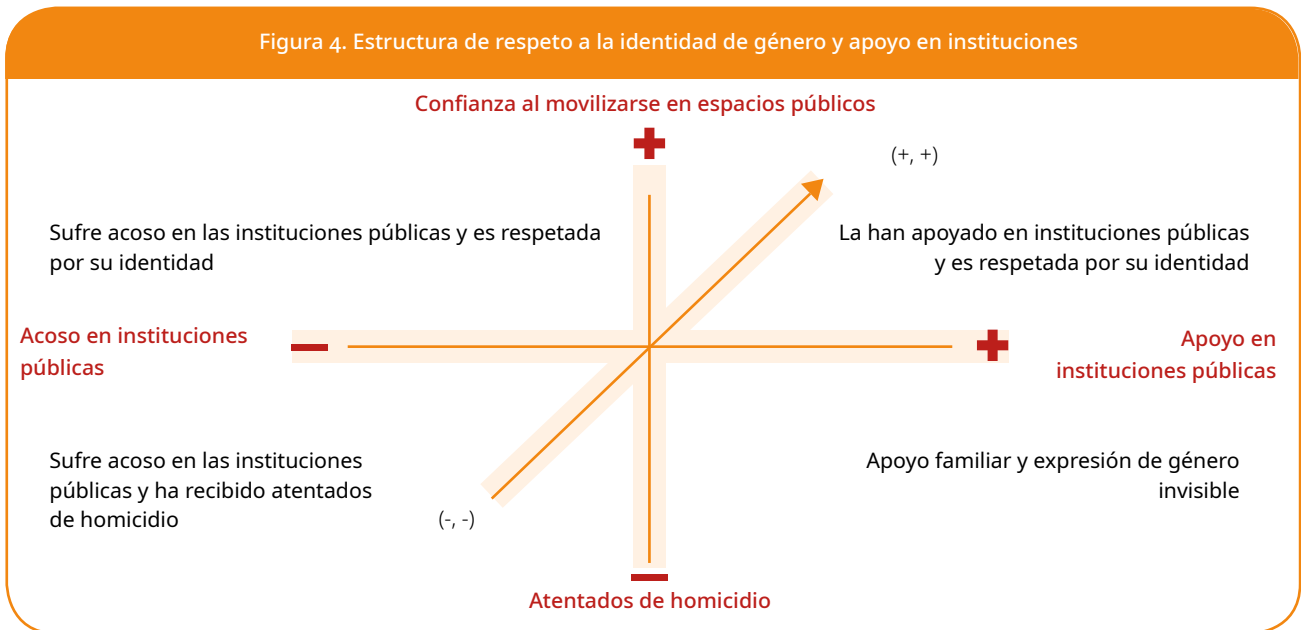 Figura 4. Estructura de respeto a la identidad de género y apoyo en instituciones
Confianza al movilizarse en espacios públicos
(+, +)
Sufre acoso en las instituciones públicas y es respetada
por su identidad
La han apoyado en instituciones públicas
y es respetada por su identidad
Acoso en instituciones
públicas
Apoyo en
instituciones públicas
Sufre acoso en las instituciones
públicas y ha recibido atentados
de homicidio
Apoyo familiar y expresión de género
invisible
(-, -)
Atentados de homicidio